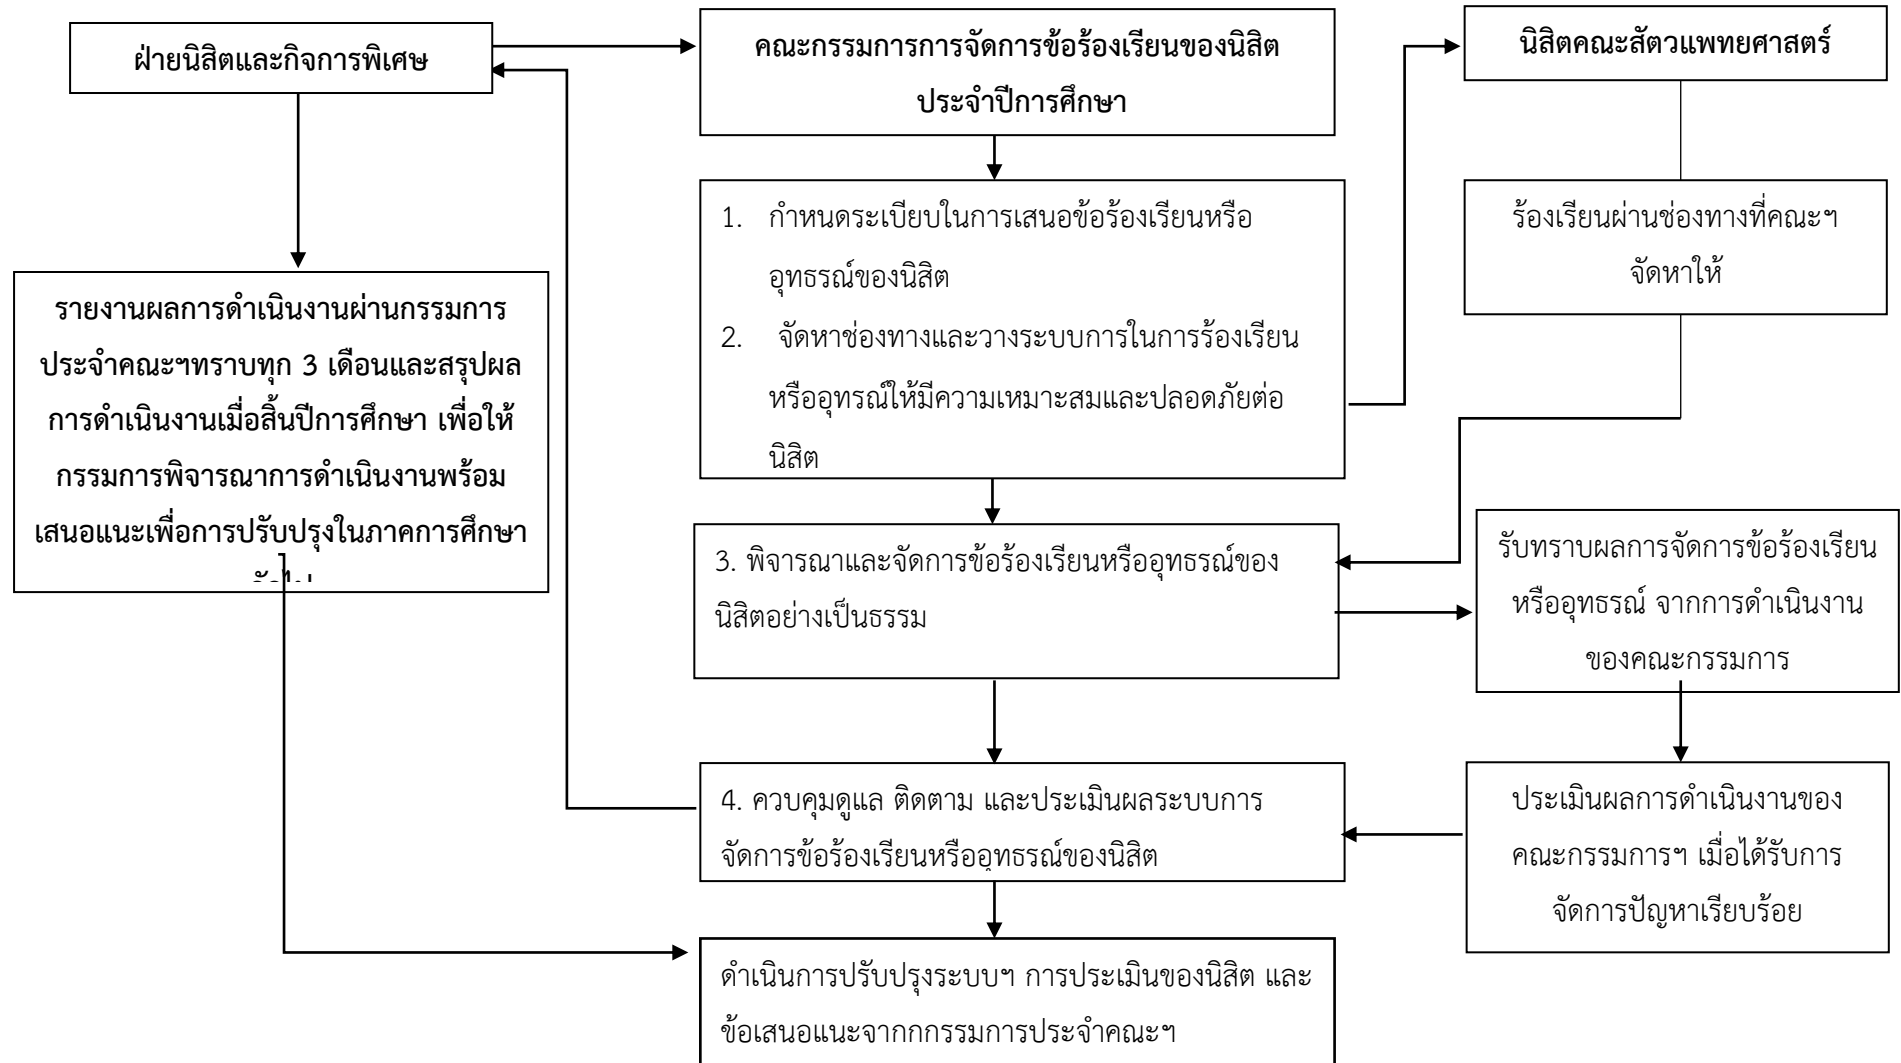 ฝ่ายนิสิตและกิจการพิเศษ
คณะกรรมการการจัดการข้อร้องเรียนของนิสิต
ประจำปีการศึกษา
นิสิตคณะสัตวแพทยศาสตร์
1. กำหนดระเบียบในการเสนอข้อร้องเรียนหรือ
อุทธรณ์ของนิสิต
2. จัดหาช่องทางและวางระบบการในการร้องเรียน
หรืออุทรณ์ให้มีความเหมาะสมและปลอดภัยต่อ
นิสิต
ร้องเรียนผ่านช่องทางที่คณะฯ
จัดหาให้
รายงานผลการดำเนินงานผ่านกรรมการ
ประจำคณะฯทราบทุก 3 เดือนและสรุปผล
การดำเนินงานเมื่อสิ้นปีการศึกษา เพื่อให้
กรรมการพิจารณาการดำเนินงานพร้อม
เสนอแนะเพื่อการปรับปรุงในภาคการศึกษา
3. พิจารณาและจัดการข้อร้องเรียนหรืออุทธรณ์ของ
นิสิตอย่างเป็นธรรม
รับทราบผลการจัดการข้อร้องเรียน
หรืออุทธรณ์ จากการดำเนินงาน
ของคณะกรรมการ
4. ควบคุมดูแล ติดตาม และประเมินผลระบบการ
จัดการข้อร้องเรียนหรืออุทธรณ์ของนิสิต
ประเมินผลการดำเนินงานของ
คณะกรรมการฯ เมื่อได้รับการ
จัดการปัญหาเรียบร้อย
ดำเนินการปรับปรุงระบบฯ การประเมินของนิสิต และ
ข้อเสนอแนะจากกกรรมการประจำคณะฯ